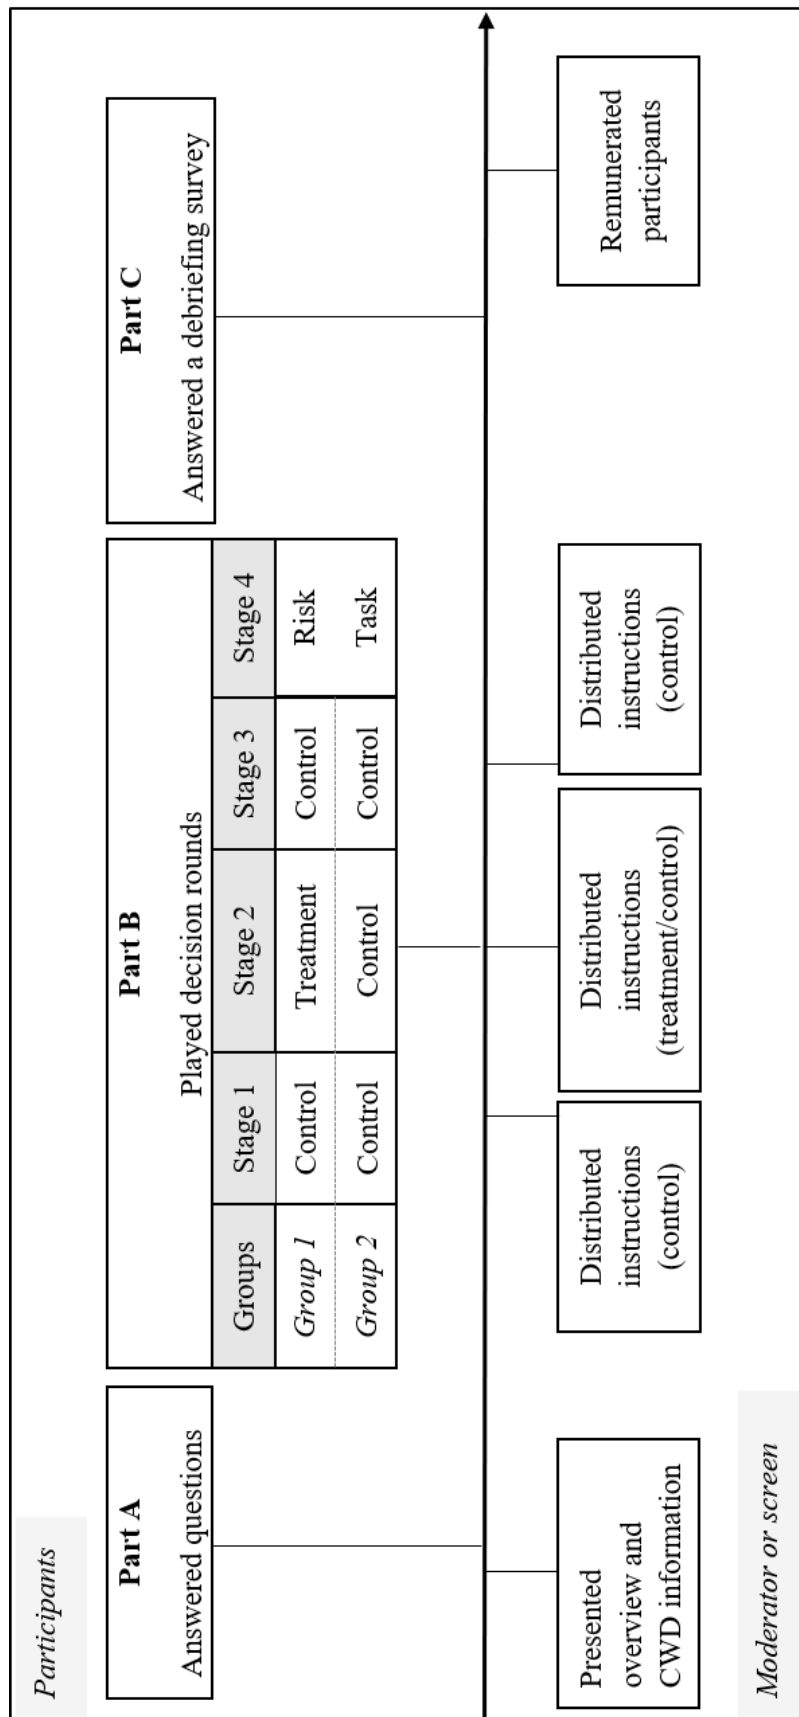 Participants
Part A
Answered questions
Part B
Played decision rounds
Groups Stage 1 Stage 2 Stage 3 Stage 4
Group 1 Control Treatment Control Risk
Group 2 Control Control Control Task
Part C
Answered a debriefing survey
Presented
overview and
CWD information
Distributed
instructions
(control)
Distributed
instructions
(treatment/control)
Distributed
instructions
(control)
Remunerated
participants
Moderator or screen